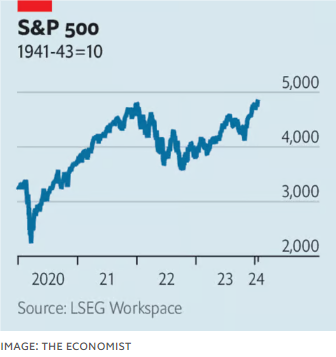 S&P 500
1941-43=10
5,000
4,000
3,000
2,000
2020 21 22 23 24
Source: LSEG Workspace
IMAGE: THE ECONOMIST